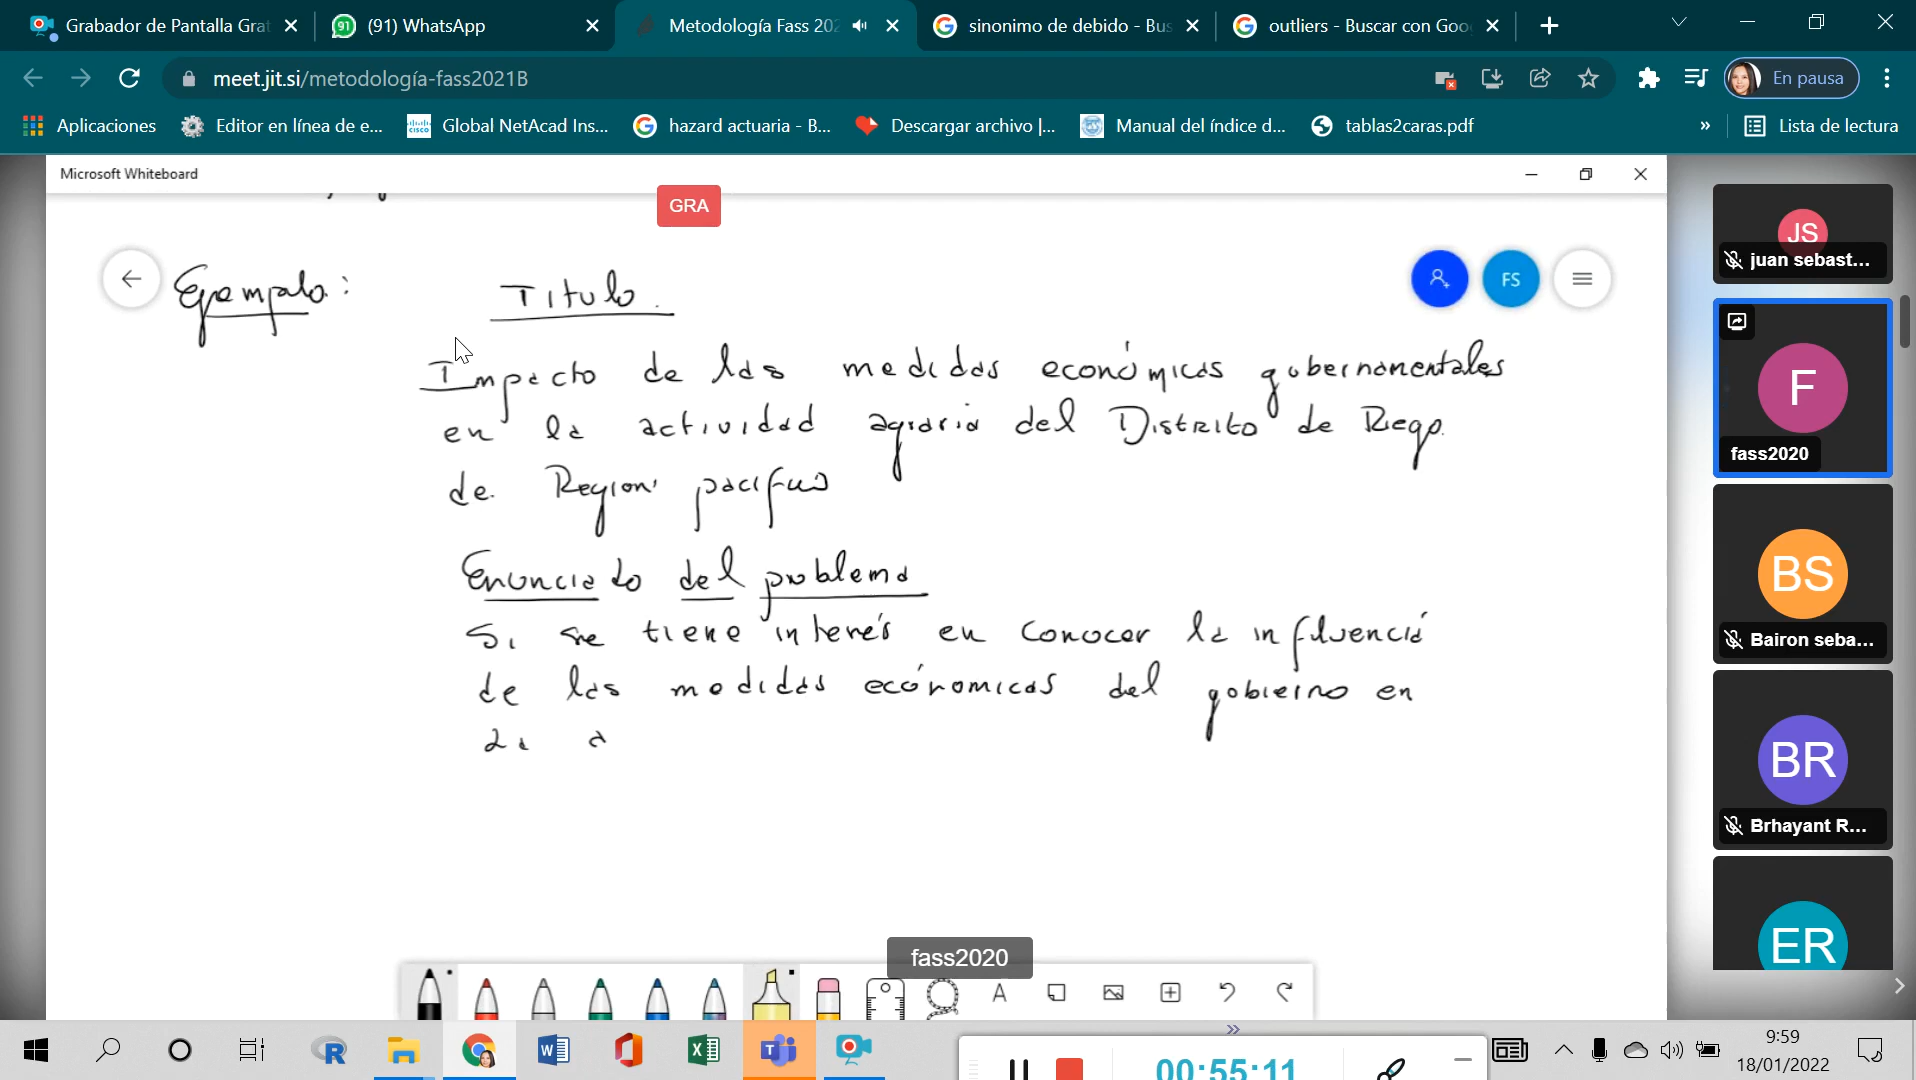 Grabador de Pantalla Grat
(91) WhatsApp
Metodología Fass 202
sinonimo de debido - Bus
outliers - Buscar con Goog
meet.jit.si/metodología-fass2021B
En pausa
Aplicaciones
Editor en línea de e...
Global NetAcad Ins...
hazard actuaria - B...
Descargar archivo |...
Manual del índice d...
tablas2caras.pdf
»
Lista de lectura
Microsoft Whiteboard
GRA
Ejemplo:
Titulo.
FS
Impacto de las medidas económicas gubernamentales
en la actividad agraria del Distrito de Riego.
de. Region pacifico
Enunciado del problema
Si se tiene interés en conocer la influencia
de las medidas económicas del gobierno en
la a
JS
juan sebast...
F
fass2020
BS
Bairon seba...
BR
Brhayant R...
ER
fass2020
00:55:11
9:59
18/01/2022